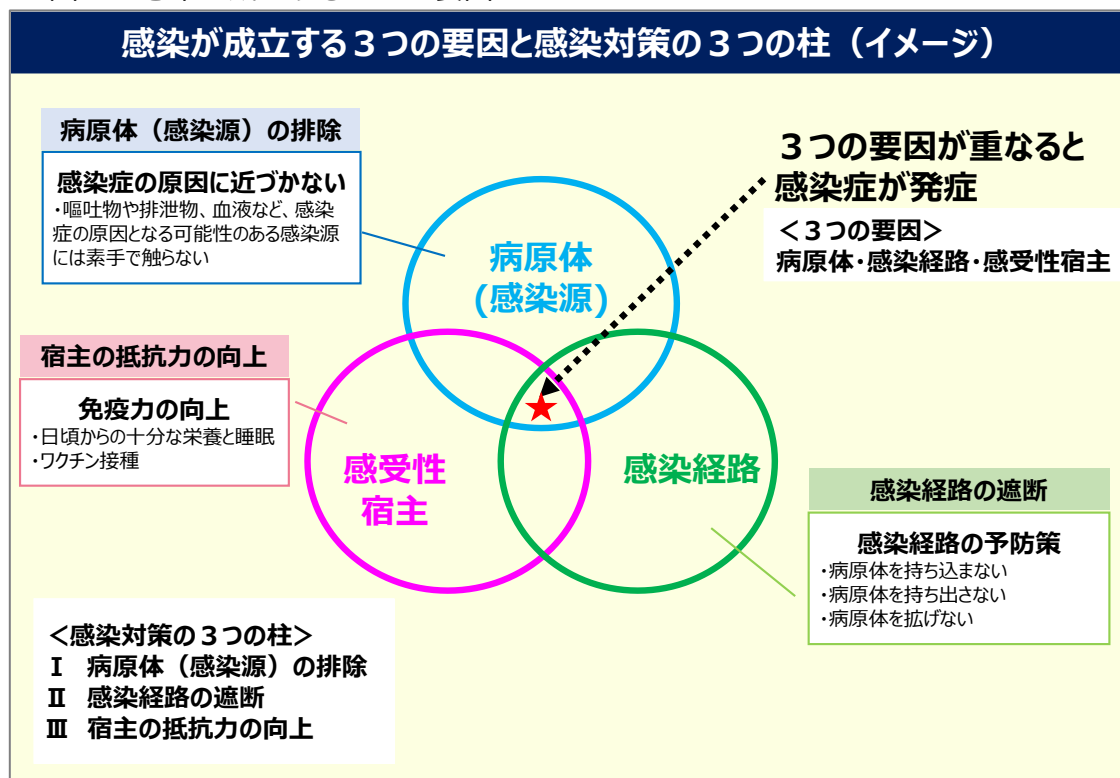 感染が成立する３つの要因と感染対策の３つの柱（イメージ）
病原体（感染源）の排除
感染症の原因に近づかない
・嘔吐物や排泄物、血液など、感染
症の原因となる可能性のある感染源
には素手で触らない
３つの要因が重なると
感染症が発症
＜３つの要因＞
病原体・感染経路・感受性宿主
病原体
(感染源)
宿主の抵抗力の向上
免疫力の向上
・日頃からの十分な栄養と睡眠
・ワクチン接種
感受性
宿主
感染経路
感染経路の遮断
感染経路の予防策
・病原体を持ち込まない
・病原体を持ち出さない
・病原体を拡げない
＜感染対策の３つの柱＞
Ⅰ 病原体（感染源）の排除
Ⅱ 感染経路の遮断
Ⅲ 宿主の抵抗力の向上